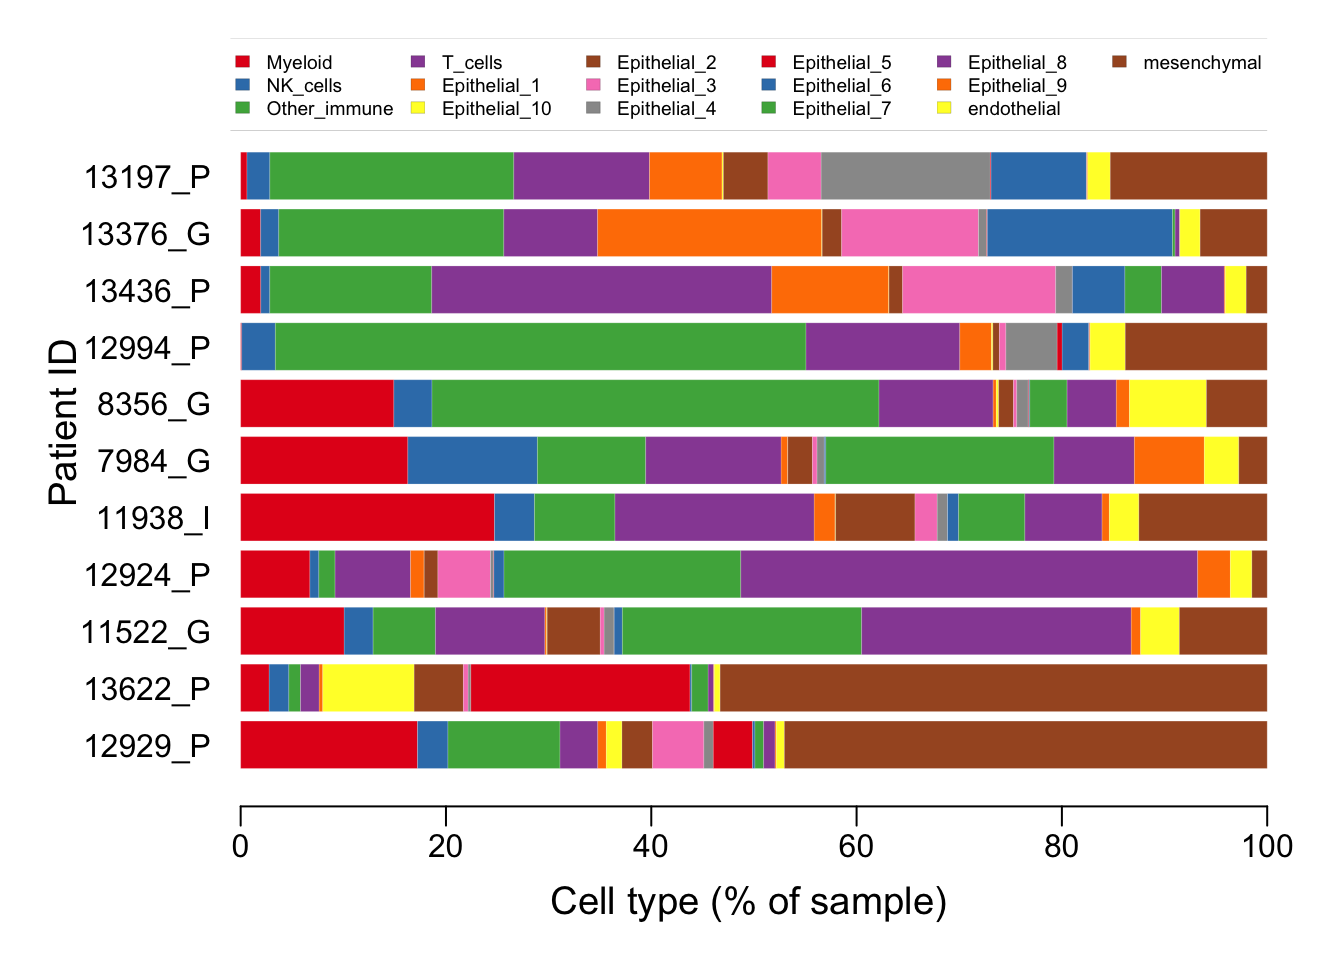 Myeloid T_cells Epithelial_2 Epithelial_5 Epithelial_8 mesenchymal
NK_cells Epithelial_1 Epithelial_3 Epithelial_6 Epithelial_9
Other_immune Epithelial_10 Epithelial_4 Epithelial_7 endothelial
Patient ID
13197_P
13376_G
13436_P
12994_P
8356_G
7984_G
11938_I
12924_P
11522_G
13622_P
12929_P
0 20 40 60 80 100
Cell type (% of sample)